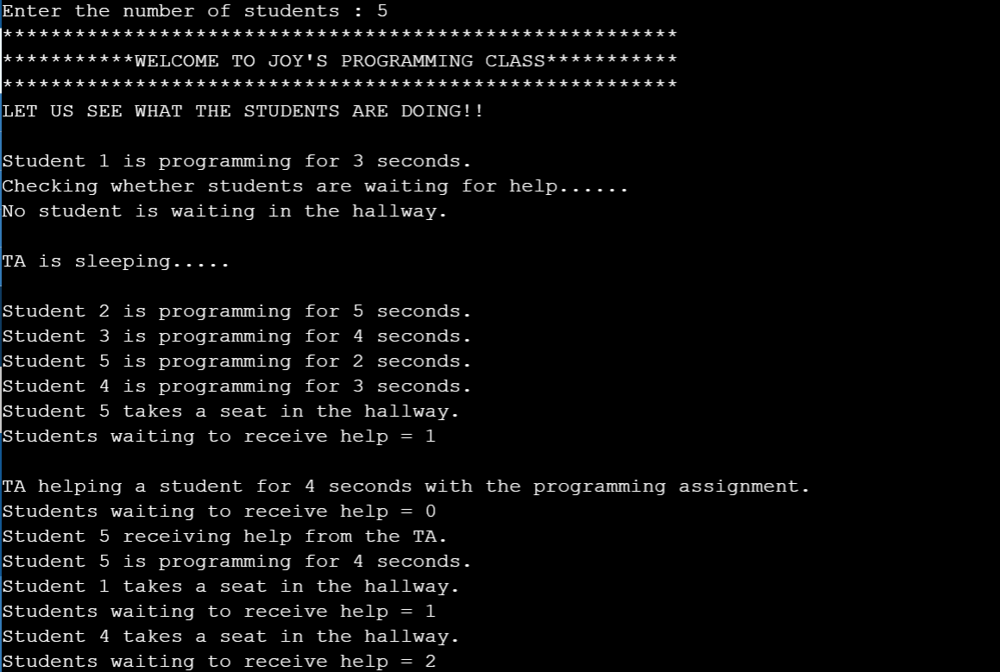 Enter the number of students : 5
********************************************************
***********WELCOME TO JOY'S PROGRAMMING CLASS***********
********************************************************
LET US SEE WHAT THE STUDENTS ARE DOING!!
Student 1 is programming for 3 seconds.
Checking whether students are waiting for help......
No student is waiting in the hallway.
TA is sleeping.....
Student 2 is programming for 5 seconds.
Student 3 is programming for 4 seconds.
Student 5 is programming for 2 seconds.
Student 4 is programming for 3 seconds.
Student 5 takes a seat in the hallway.
Students waiting to receive help = 1
TA helping a student for 4 seconds with the programming assignment.
Students waiting to receive help = 0
Student 5 receiving help from the TA.
Student 5 is programming for 4 seconds.
Student 1 takes a seat in the hallway.
Students waiting to receive help = 1
Student 4 takes a seat in the hallway.
Students waiting to receive help = 2